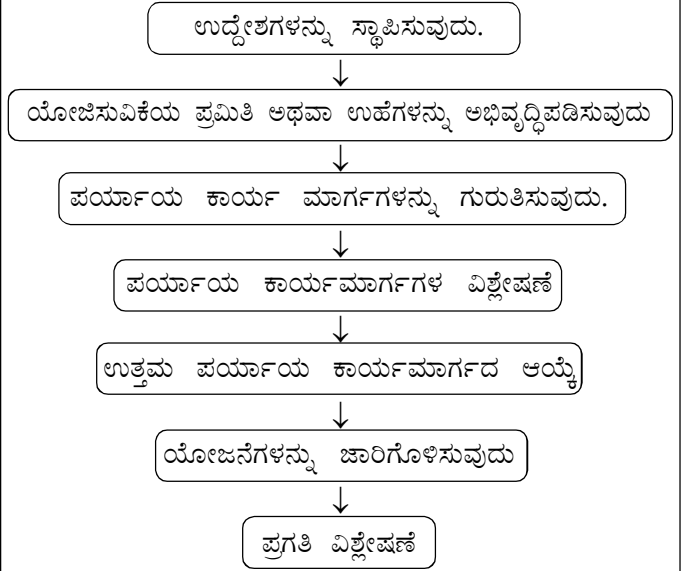 ಉದ್ದೇಶಗಳನ್ನು ಸ್ಥಾಪಿಸುವುದು.
ಯೋಜಿಸುವಿಕೆಯ ಪ್ರಮಿತಿ ಅಥವಾ ಉಹೆಗಳನ್ನು ಅಭಿವೃದ್ಧಿಪಡಿಸುವುದು
ಪರ್ಯಾಯ ಕಾರ್ಯ ಮಾರ್ಗಗಳನ್ನು ಗುರುತಿಸುವುದು.
ಪರ್ಯಾಯ ಕಾರ್ಯಮಾರ್ಗಗಳ ವಿಶ್ಲೇಷಣೆ
ಉತ್ತಮ ಪರ್ಯಾಯ ಕಾರ್ಯಮಾರ್ಗದ ಆಯ್ಕೆ
ಯೋಜನೆಗಳನ್ನು ಜಾರಿಗೊಳಿಸುವುದು
ಪ್ರಗತಿ ವಿಶ್ಲೇಷಣೆ